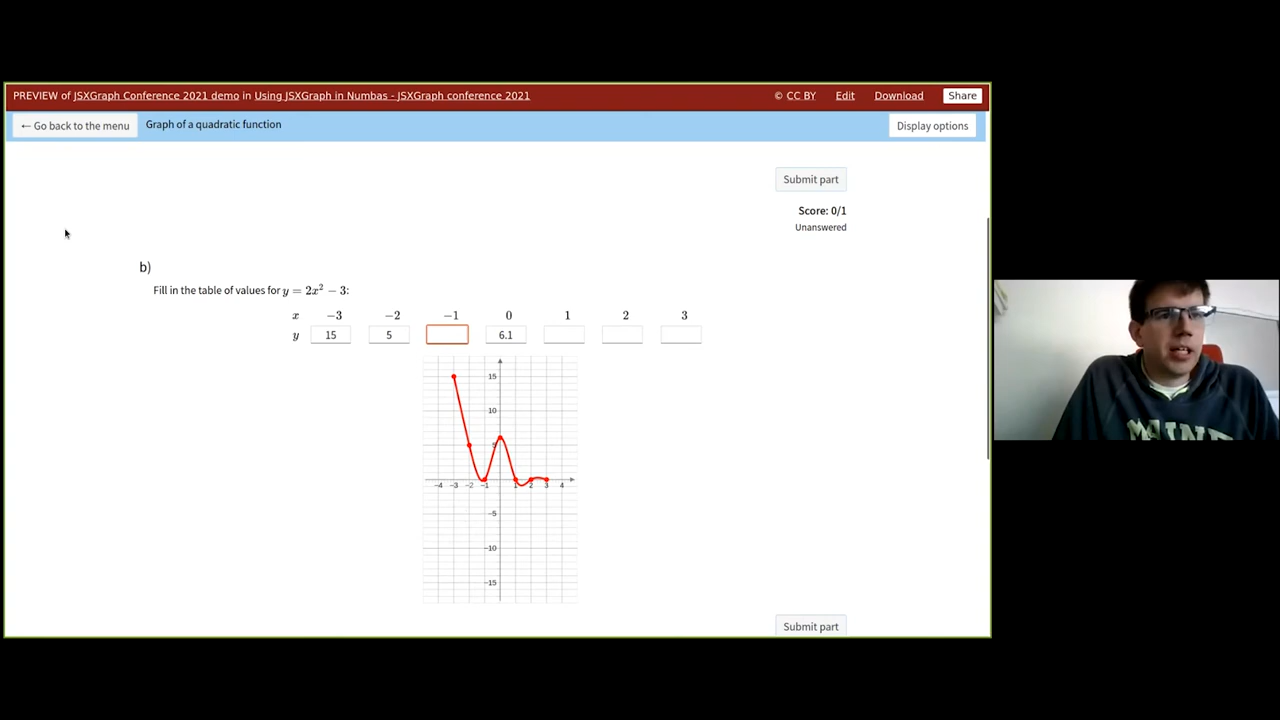 PREVIEW of JSXGraph Conference 2021 demo in Using JSXGraph in Numbas - JSXGraph conference 2021
© CC BY Edit Download Share
← Go back to the menu Graph of a quadratic function Display options
Submit part
Score: 0/1
Unanswered
b)
Fill in the table of values for y = 2x² − 3:
x −3 −2 −1 0 1 2 3
y 15 5 6.1
15
10
5
−4 −3 −2 −1 1 2 3 4
−5
−10
−15
Submit part
MAINE